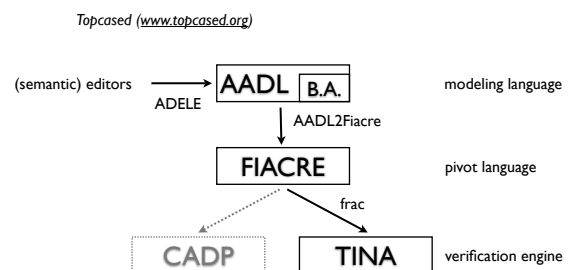 Topcased (www.topcased.org)
(semantic) editors
ADELE
AADL B.A.
modeling language
AADL2Fiacre
FIACRE
pivot language
frac
CADP
TINA
verification engine